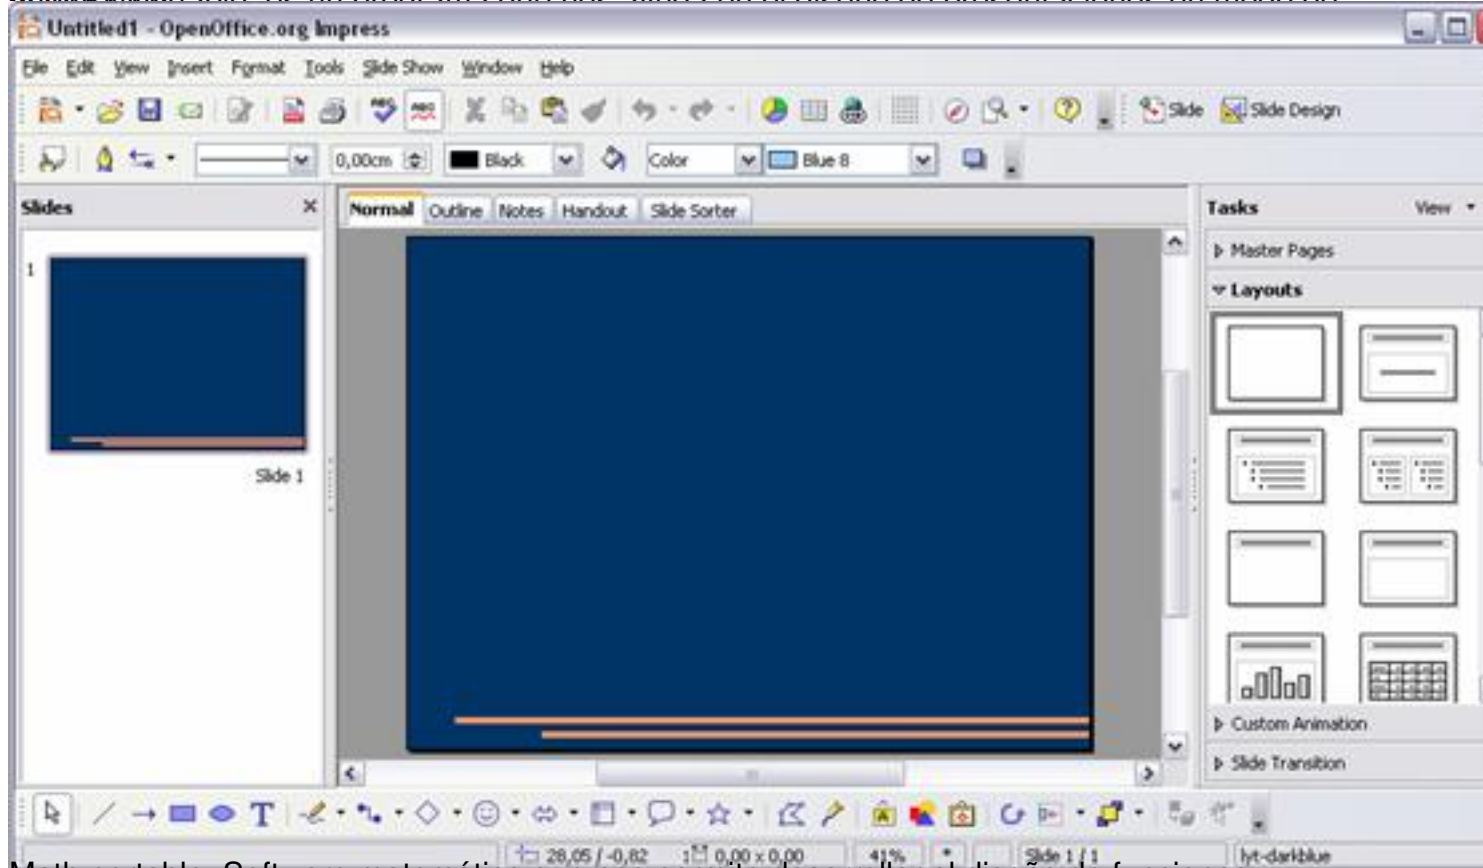 Untitled1 - OpenOffice.org Impress
File Edit View Insert Format Tools Slide Show Window Help
Slide Slide Design
0,00cm Black Color Blue 8
Slides
Normal Outline Notes Handout Slide Sorter
Tasks View
1
Slide 1
Master Pages
Layouts
Custom Animation
Slide Transition
28,05 / -0,82 0,00 x 0,00 41% * Slide 1 / 1 lyt-darkblue